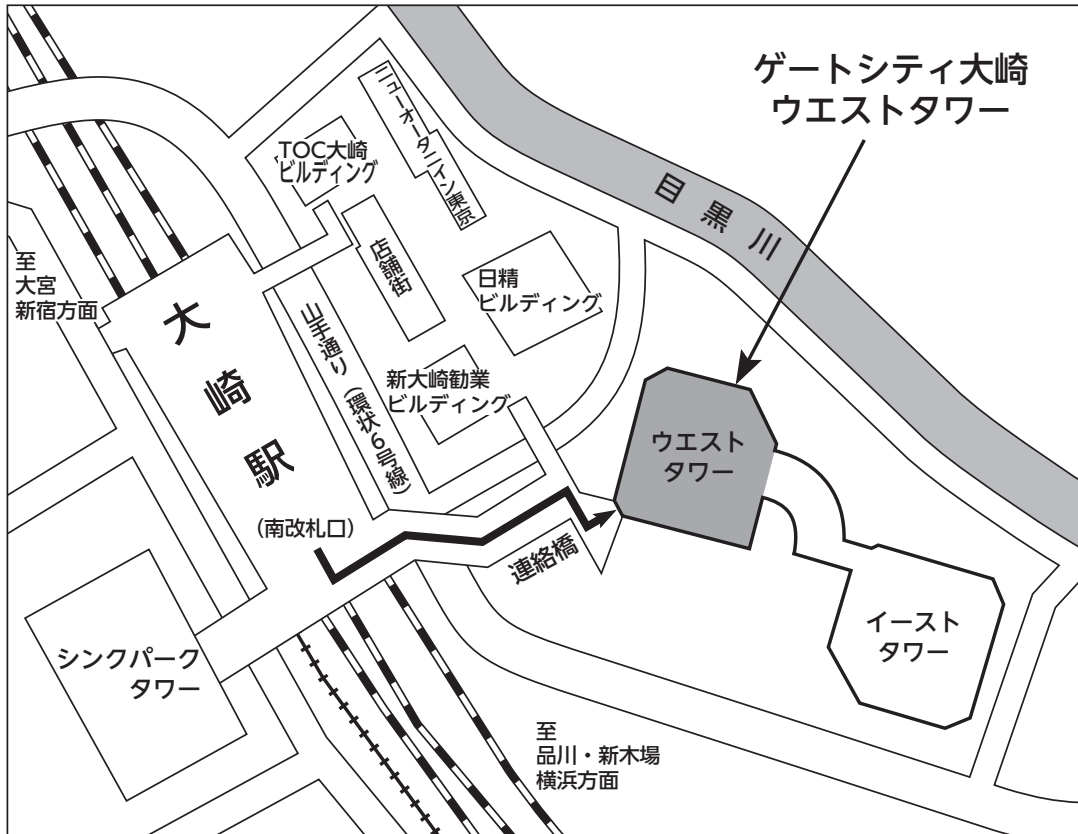 ゲートシティ大崎
ウエストタワー
ニューオータニイン東京
TOC大崎
ビルディング
目黒川
店舗街
日精
ビルディング
至
大宮
新宿方面
大崎駅
山手通り(環状6号線)
新大崎勧業
ビルディング
ウエスト
タワー
(南改札口)
連絡橋
イースト
タワー
シンクパーク
タワー
至
品川・新木場
横浜方面